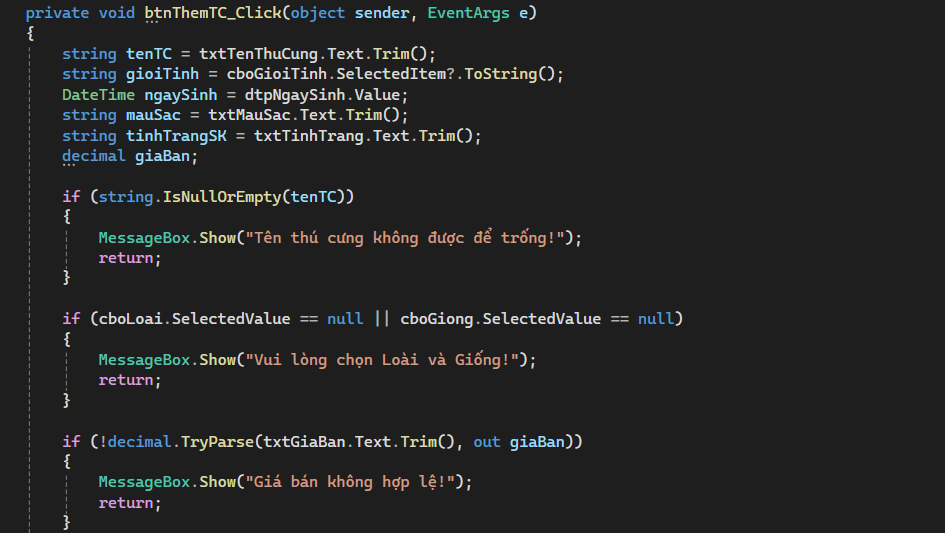 private void btnThemTC_Click(object sender, EventArgs e)
{
    string tenTC = txtTenThuCung.Text.Trim();
    string gioiTinh = cboGioiTinh.SelectedItem?.ToString();
    DateTime ngaySinh = dtpNgaySinh.Value;
    string mauSac = txtMauSac.Text.Trim();
    string tinhTrangSK = txtTinhTrang.Text.Trim();
    decimal giaBan;

    if (string.IsNullOrEmpty(tenTC))
    {
        MessageBox.Show("Tên thú cưng không được để trống!");
        return;
    }

    if (cboLoai.SelectedValue == null || cboGiong.SelectedValue == null)
    {
        MessageBox.Show("Vui lòng chọn Loài và Giống!");
        return;
    }

    if (!decimal.TryParse(txtGiaBan.Text.Trim(), out giaBan))
    {
        MessageBox.Show("Giá bán không hợp lệ!");
        return;
    }